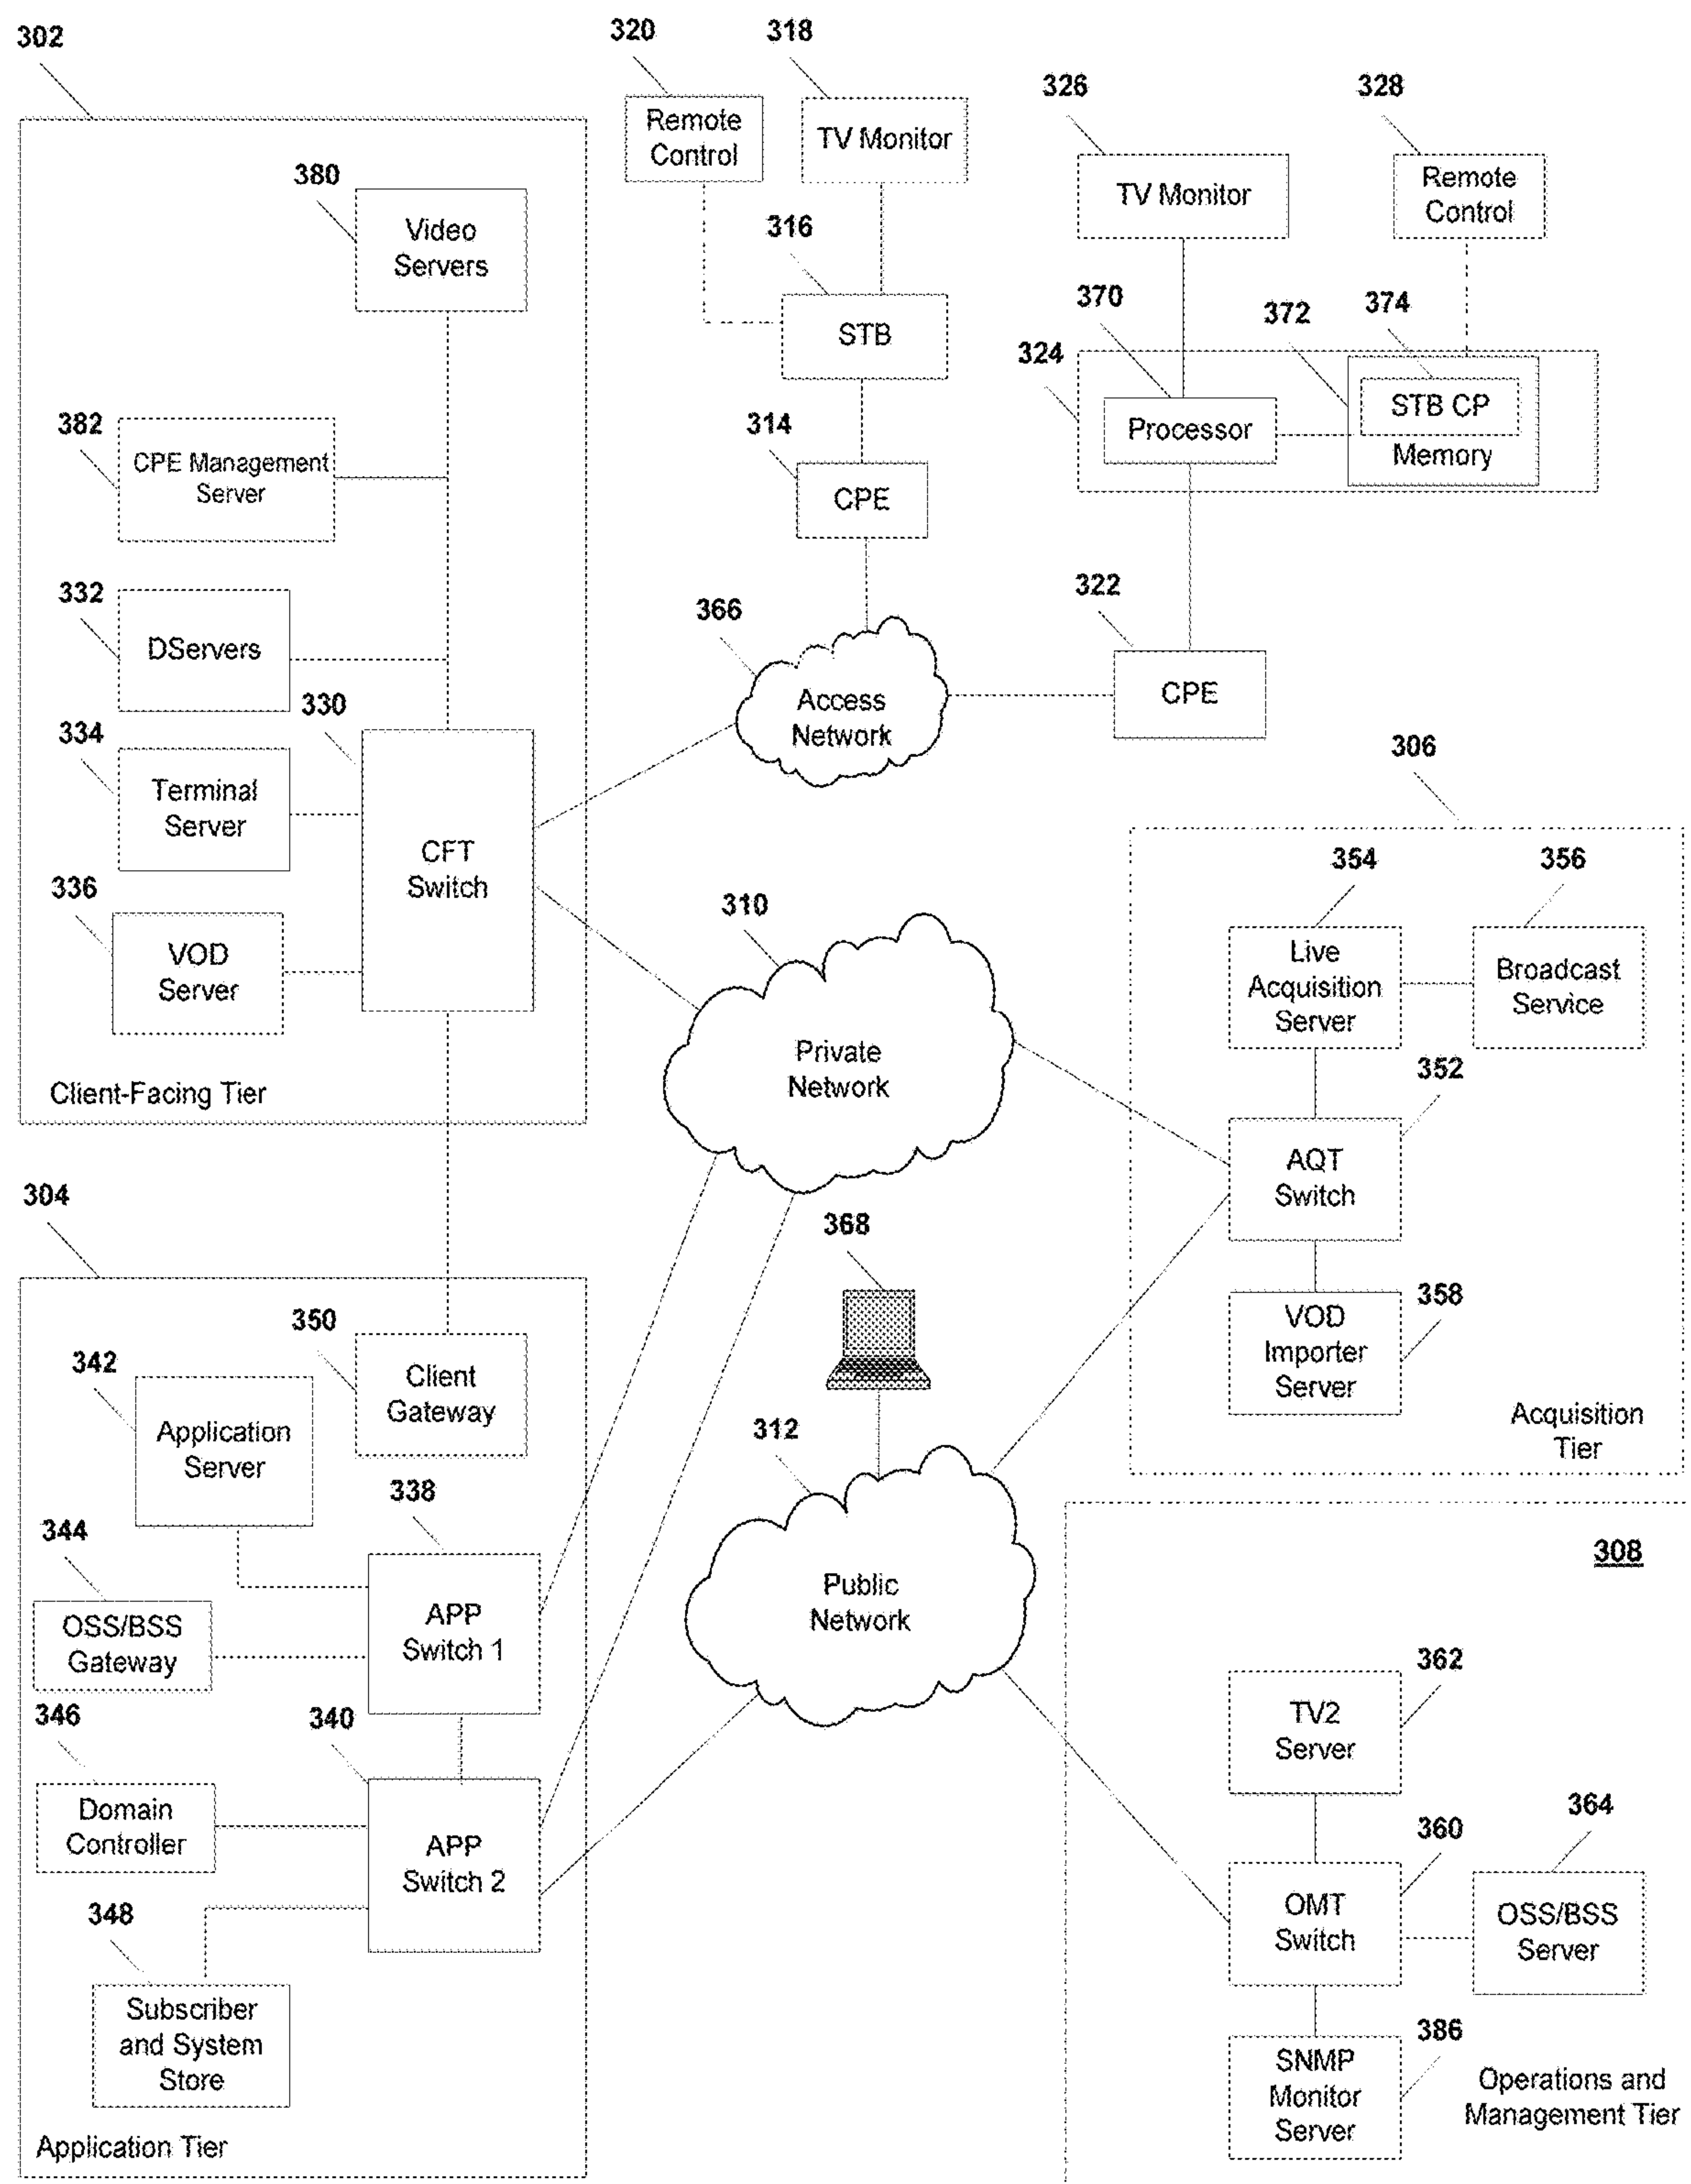 302
320
318
326
328
Remote
Control
TV Monitor
TV Monitor
Remote
Control
380
Video
Servers
316
STB
370
372
374
324
Processor
STB CP
Memory
382
CPE Management
Server
314
CPE
332
DServers
366
Access
Network
322
CPE
330
334
Terminal
Server
CFT
Switch
336
VOD
Server
Client-Facing Tier
310
Private
Network
306
354
356
Live
Acquisition
Server
Broadcast
Service
352
AQT
Switch
358
VOD
Importer
Server
Acquisition
Tier
304
350
Client
Gateway
342
Application
Server
368
312
Public
Network
338
344
OSS/BSS
Gateway
APP
Switch 1
346
340
Domain
Controller
APP
Switch 2
348
Subscriber
and System
Store
Application Tier
308
362
TV2
Server
360
364
OMT
Switch
OSS/BSS
Server
386
SNMP
Monitor
Server
Operations and
Management Tier